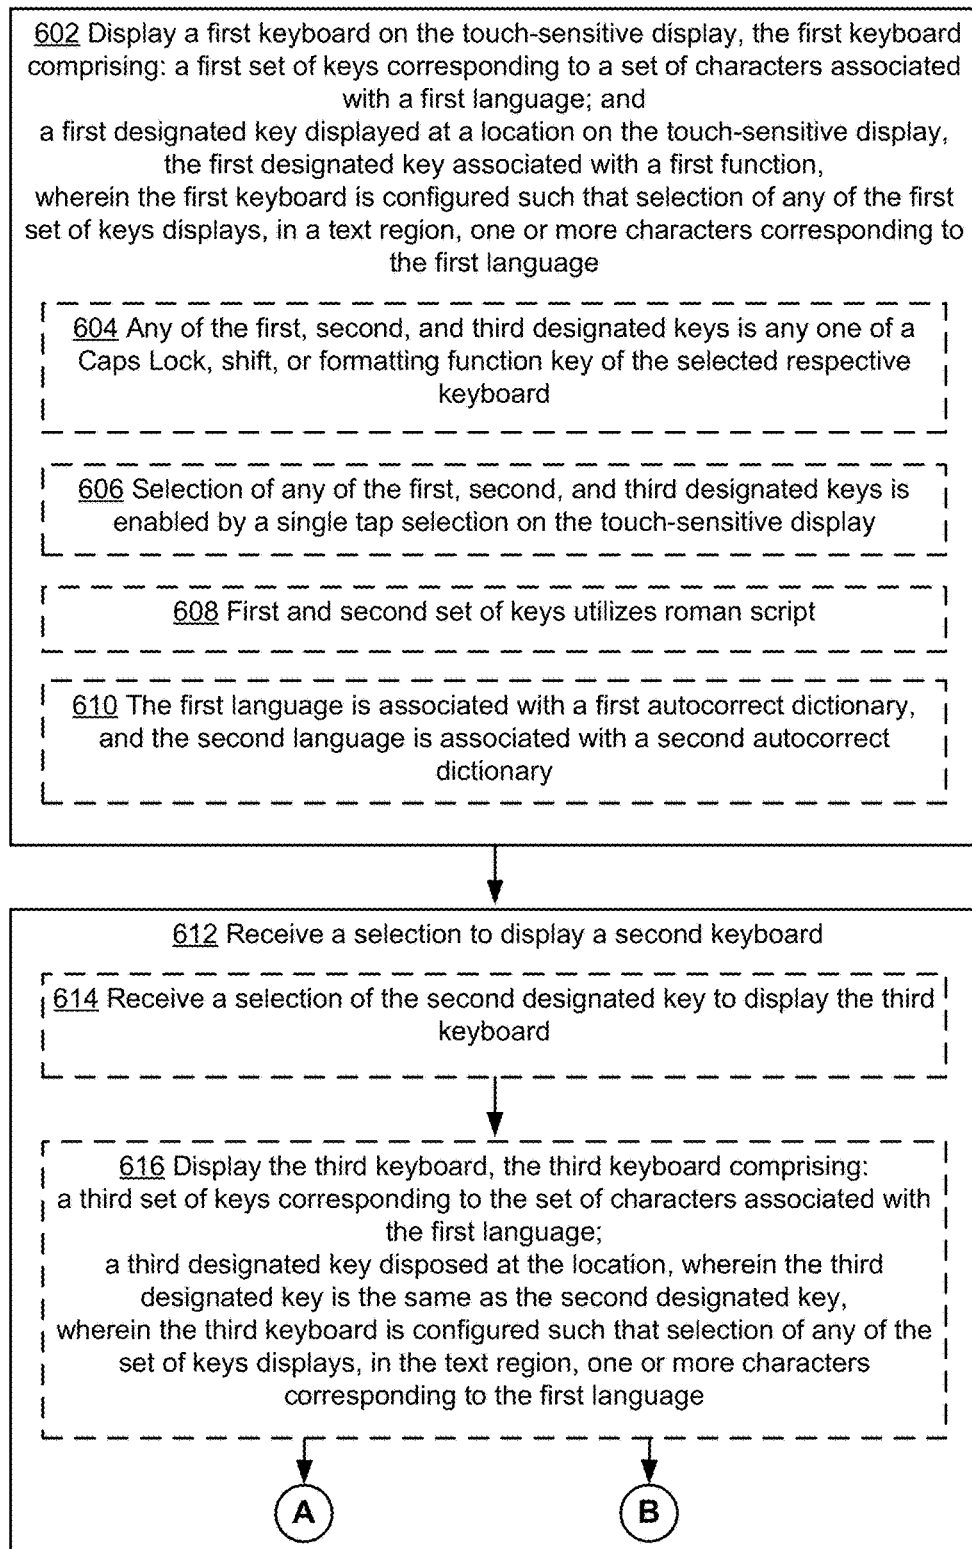 602 Display a first keyboard on the touch-sensitive display, the first keyboard
comprising: a first set of keys corresponding to a set of characters associated
with a first language; and
a first designated key displayed at a location on the touch-sensitive display,
the first designated key associated with a first function,
wherein the first keyboard is configured such that selection of any of the first
set of keys displays, in a text region, one or more characters corresponding to
the first language
604 Any of the first, second, and third designated keys is any one of a
Caps Lock, shift, or formatting function key of the selected respective
keyboard
606 Selection of any of the first, second, and third designated keys is
enabled by a single tap selection on the touch-sensitive display
608 First and second set of keys utilizes roman script
610 The first language is associated with a first autocorrect dictionary,
and the second language is associated with a second autocorrect
dictionary
612 Receive a selection to display a second keyboard
614 Receive a selection of the second designated key to display the third
keyboard
616 Display the third keyboard, the third keyboard comprising:
a third set of keys corresponding to the set of characters associated with
the first language;
a third designated key disposed at the location, wherein the third
designated key is the same as the second designated key,
wherein the third keyboard is configured such that selection of any of the
set of keys displays, in the text region, one or more characters
corresponding to the first language
A B